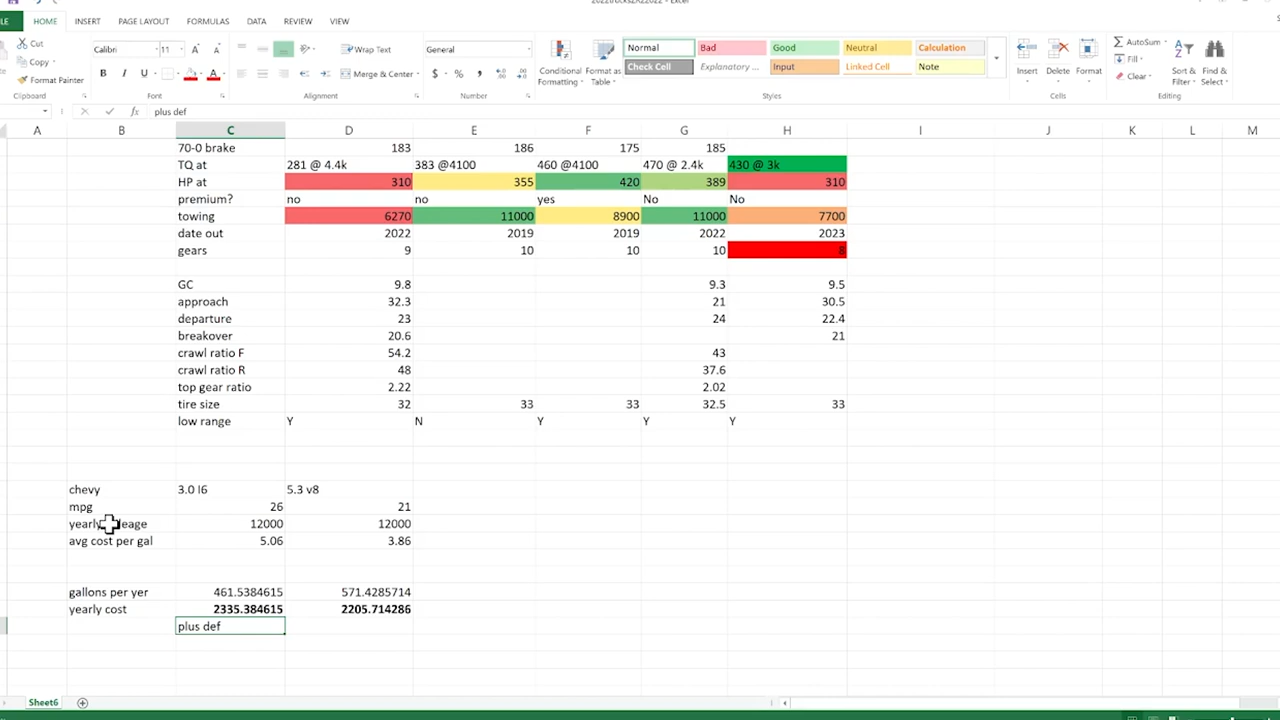 HOME INSERT PAGE LAYOUT FORMULAS DATA REVIEW VIEW
Cut
Copy
Format Painter
Clipboard
Calibri 11
B I U
Font
Wrap Text
Merge & Center
Alignment
General
$ %
Number
Conditional Formatting
Format as Table
Normal Bad Good Neutral Calculation
Check Cell Explanatory ... Input Linked Cell Note
Styles
Insert Delete Format
Cells
AutoSum
Fill
Clear
Sort & Filter
Find & Select
Editing
fx plus def
A B C D E F G H I J K L M
70-0 brake 183 186 175 185
TQ at 281 @ 4.4k 383 @4100 460 @4100 470 @ 2.4k 430 @ 3k
HP at 310 355 420 389 310
premium? no no yes No No
towing 6270 11000 8900 11000 7700
date out 2022 2019 2019 2022 2023
gears 9 10 10 10 8
GC 9.8 9.3 9.5
approach 32.3 21 30.5
departure 23 24 22.4
breakover 20.6 21
crawl ratio F 54.2 43
crawl ratio R 48 37.6
top gear ratio 2.22 2.02
tire size 32 33 33 32.5 33
low range Y N Y Y Y
chevy 3.0 I6 5.3 v8
mpg 26 21
yearly eage 12000 12000
avg cost per gal 5.06 3.86
gallons per yer 461.5384615 571.4285714
yearly cost 2335.384615 2205.714286
plus def
Sheet6